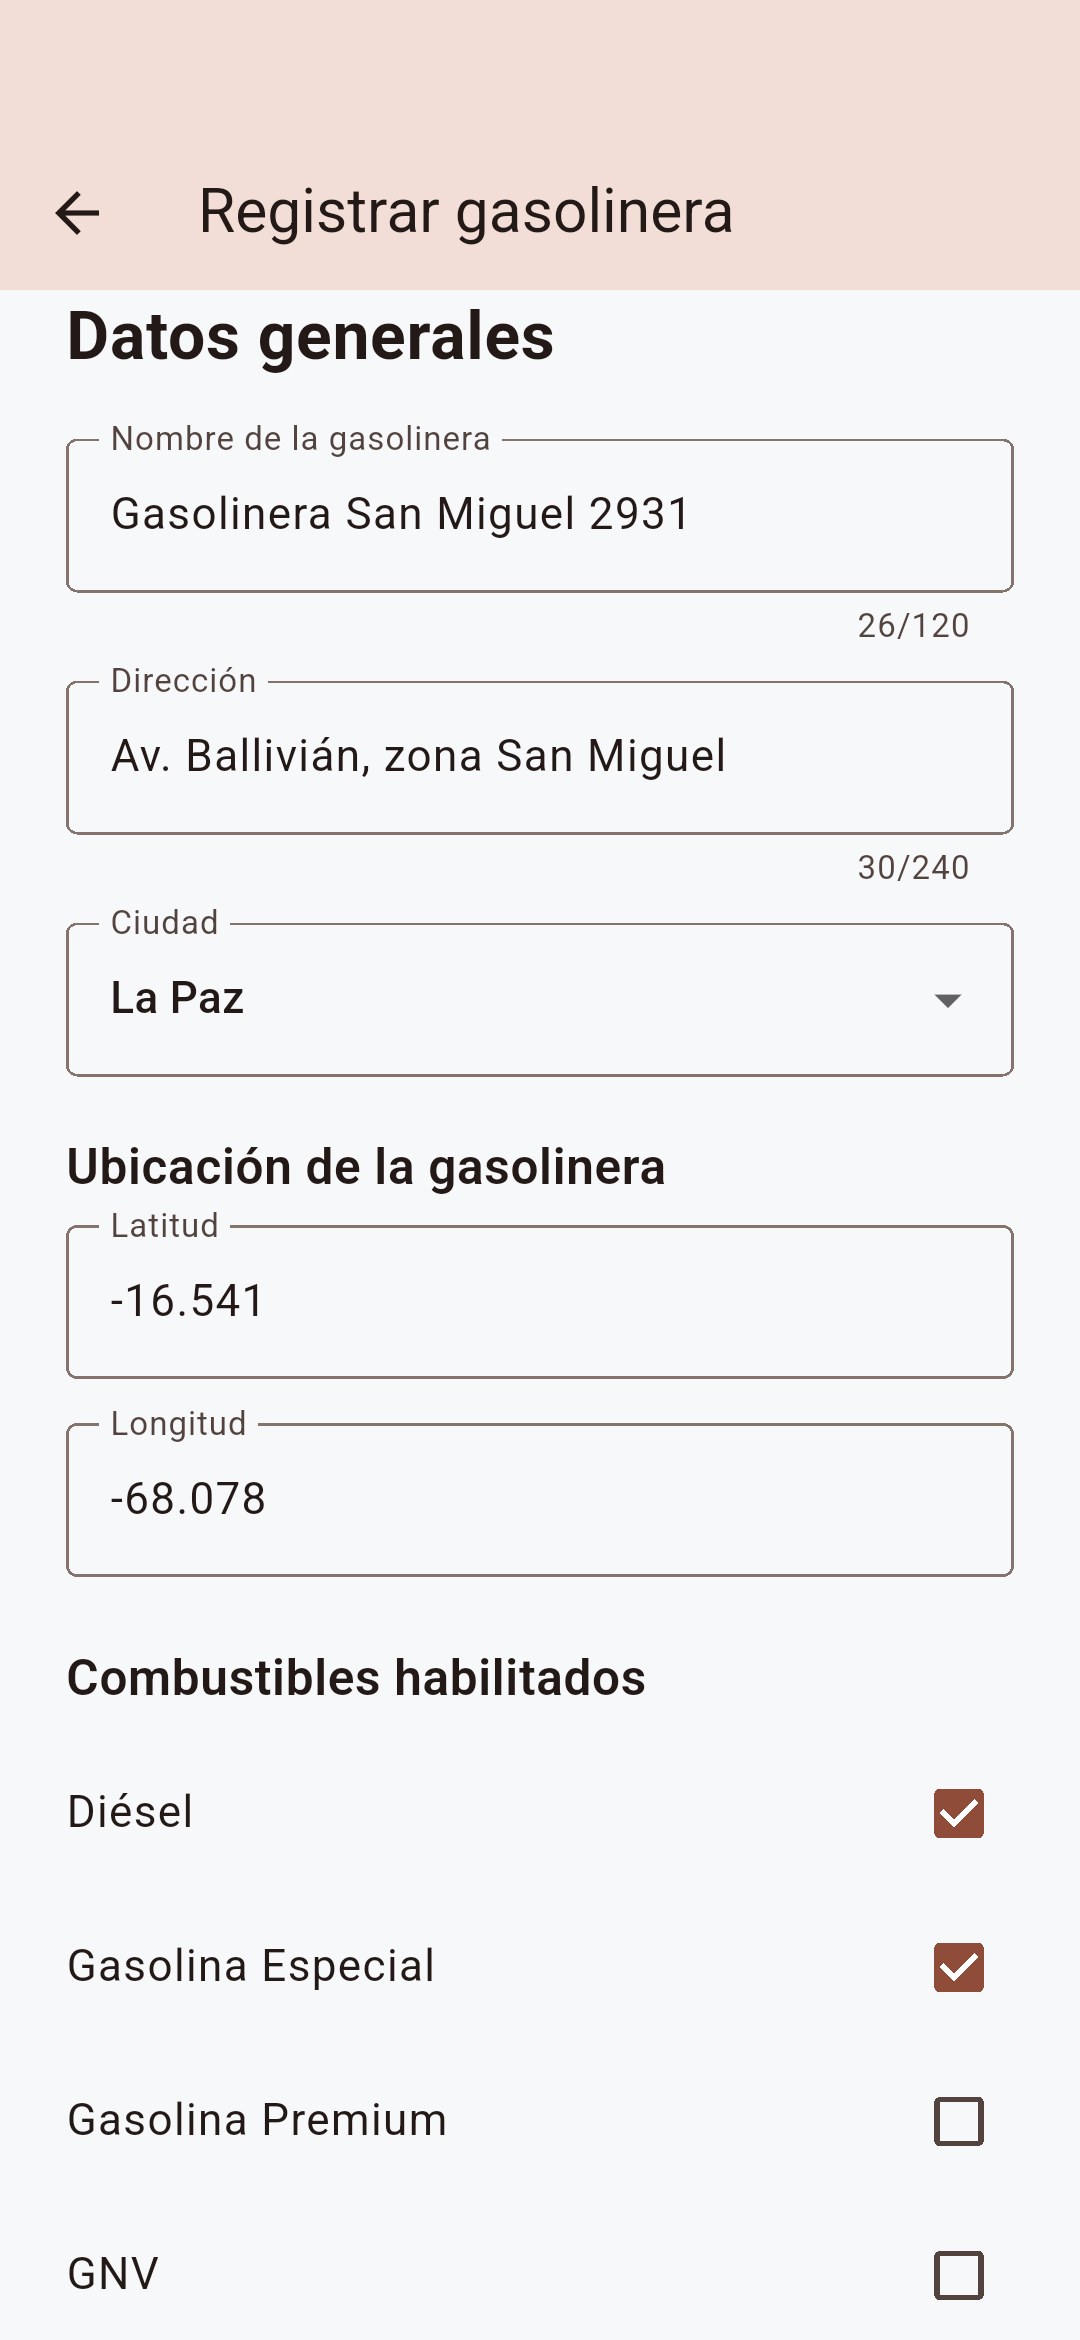 Registrar gasolinera
Datos generales
Nombre de la gasolinera
Gasolinera San Miguel 2931
26/120
Dirección
Av. Ballivián, zona San Miguel
30/240
Ciudad
La Paz
Ubicación de la gasolinera
Latitud
-16.541
Longitud
-68.078
Combustibles habilitados
Diésel
Gasolina Especial
Gasolina Premium
GNV